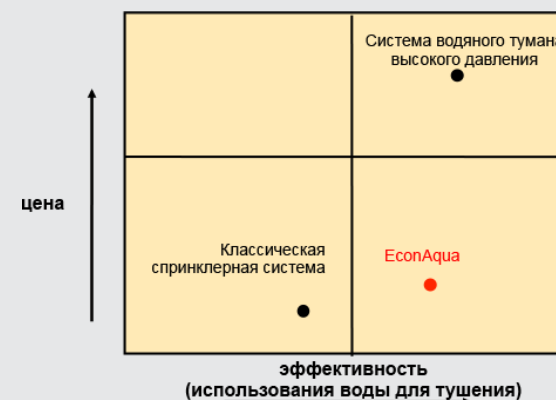 Система водяного тумана
высокого давления
цена
Классическая
спринклерная система
EconAqua
эффективность
(использования воды для тушения)